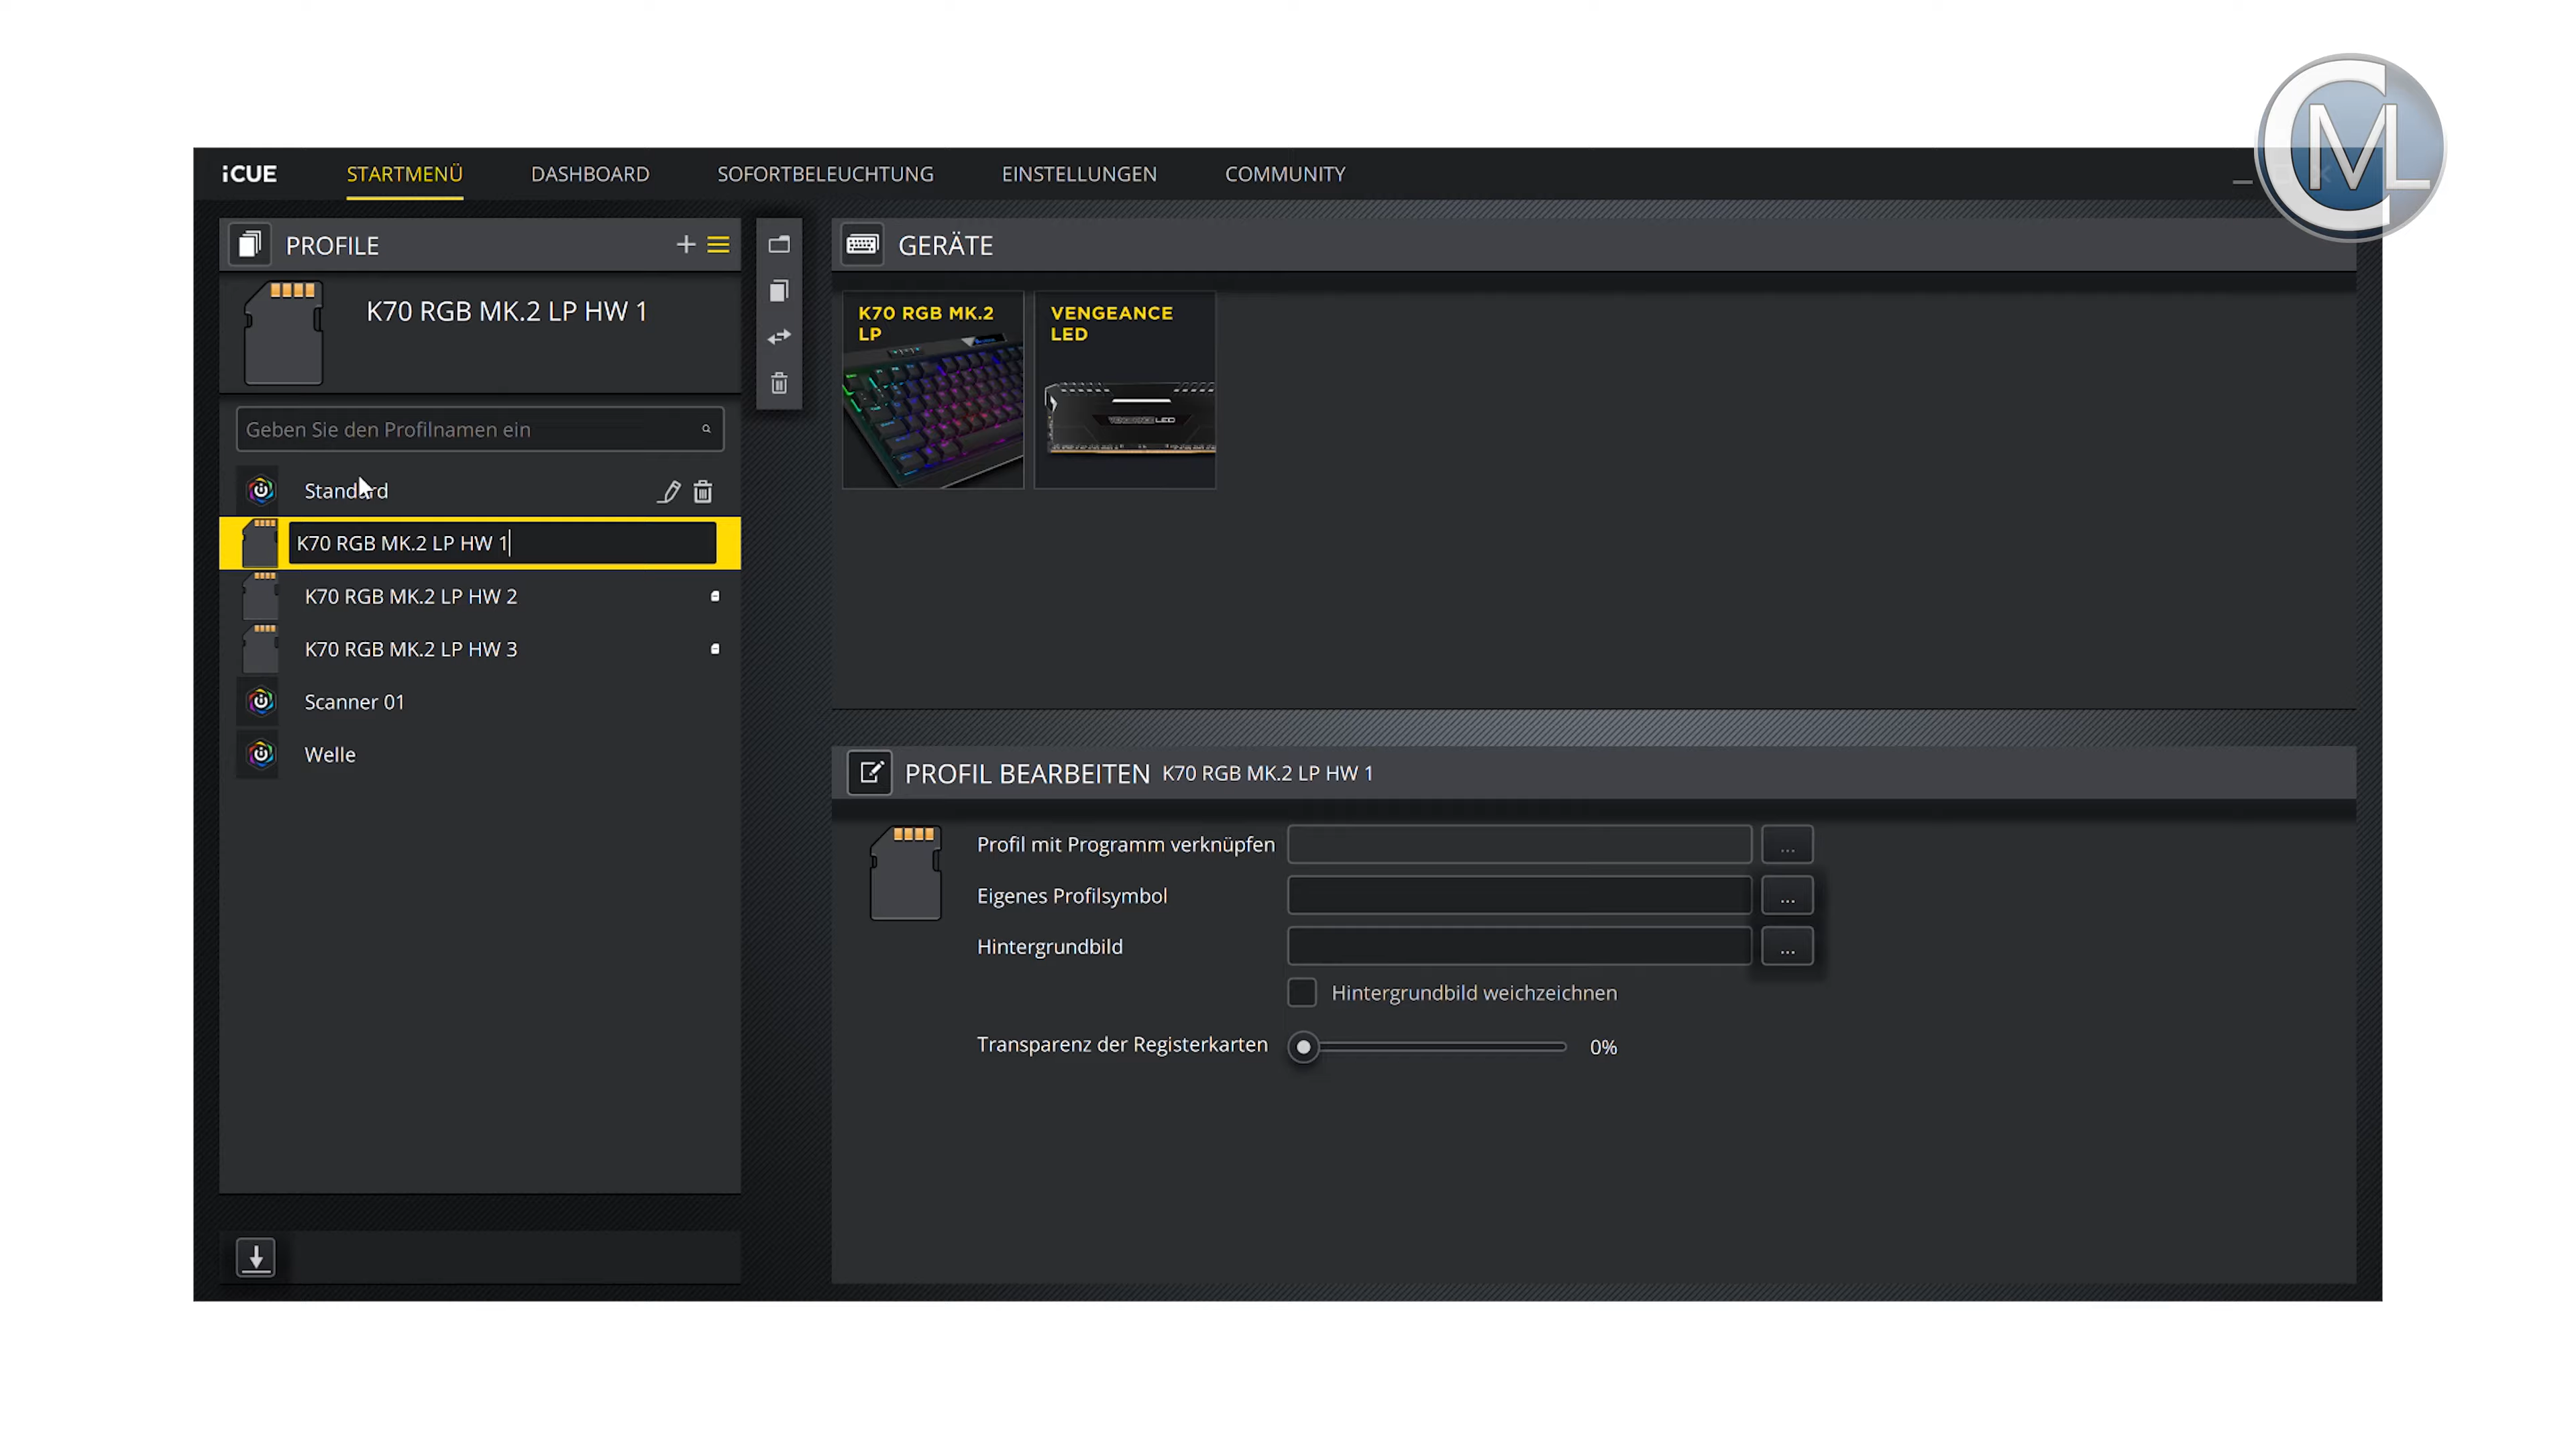 iCUE STARTMENÜ DASHBOARD SOFORTBELEUCHTUNG EINSTELLUNGEN COMMUNITY
CML
PROFILE
K70 RGB MK.2 LP HW 1
Geben Sie den Profilnamen ein
Standard
K70 RGB MK.2 LP HW 1
K70 RGB MK.2 LP HW 2
K70 RGB MK.2 LP HW 3
Scanner 01
Welle
GERÄTE
K70 RGB MK.2
LP
VENGEANCE
LED
VENGEANCE LED
PROFIL BEARBEITEN K70 RGB MK.2 LP HW 1
Profil mit Programm verknüpfen ...
Eigenes Profilsymbol ...
Hintergrundbild ...
Hintergrundbild weichzeichnen
Transparenz der Registerkarten 0%